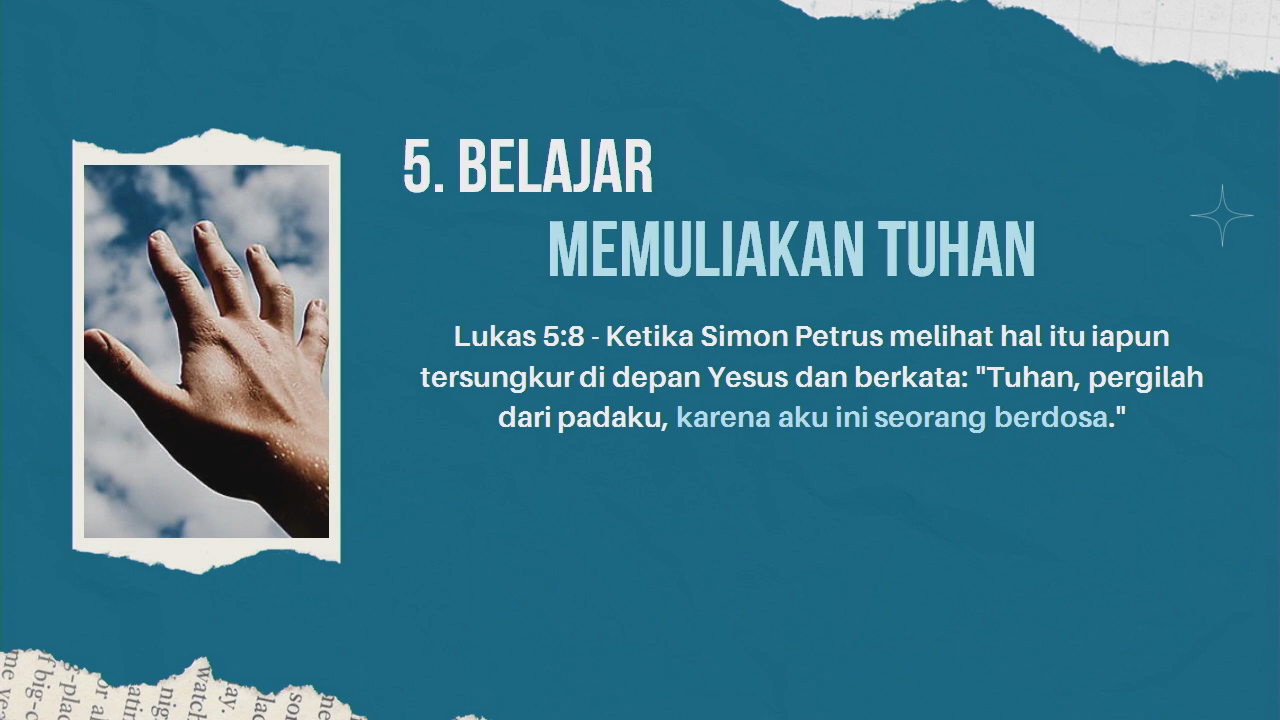 5. BELAJAR
MEMULIAKAN TUHAN
Lukas 5:8 - Ketika Simon Petrus melihat hal itu iapun
tersungkur di depan Yesus dan berkata: "Tuhan, pergilah
dari padaku, karena aku ini seorang berdosa."